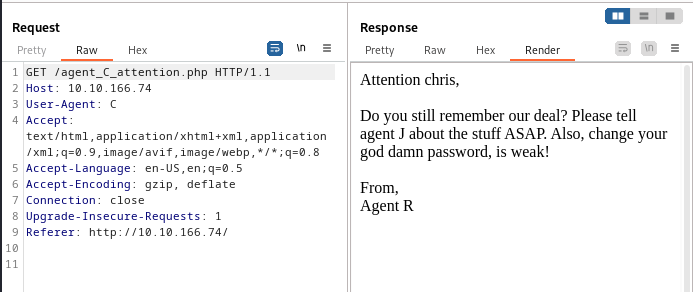 Request
Pretty Raw Hex \n ≡
1 GET /agent_C_attention.php HTTP/1.1
2 Host: 10.10.166.74
3 User-Agent: C
4 Accept:
text/html,application/xhtml+xml,application
/xml;q=0.9,image/avif,image/webp,*/*;q=0.8
5 Accept-Language: en-US,en;q=0.5
6 Accept-Encoding: gzip, deflate
7 Connection: close
8 Upgrade-Insecure-Requests: 1
9 Referer: http://10.10.166.74/
10
11
Response
Pretty Raw Hex Render \n ≡
Attention chris,
Do you still remember our deal? Please tell
agent J about the stuff ASAP. Also, change your
god damn password, is weak!
From,
Agent R